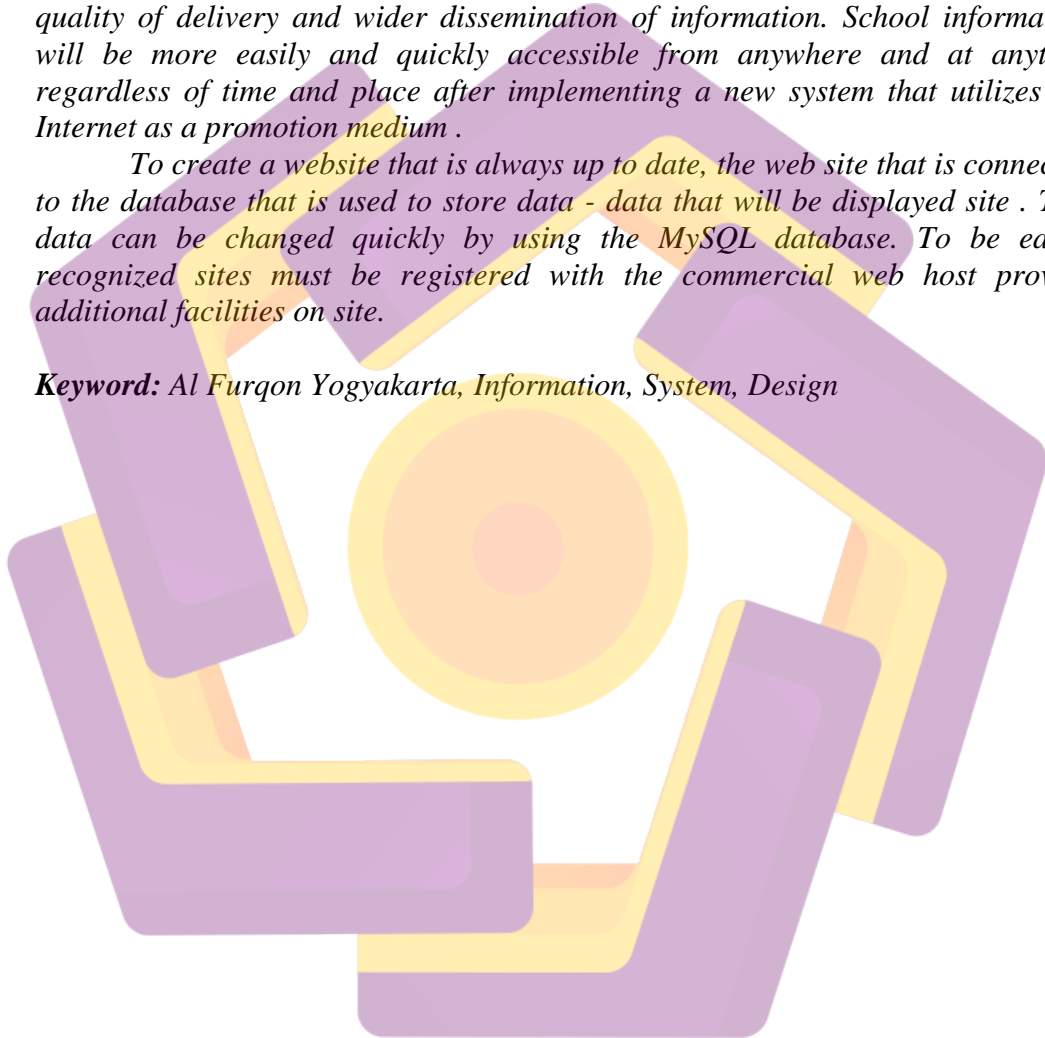 quality of delivery and wider dissemination of information. School informa
will be more easily and quickly accessible from anywhere and at anyt
regardless of time and place after implementing a new system that utilizes
Internet as a promotion medium .
To create a website that is always up to date, the web site that is connec
to the database that is used to store data - data that will be displayed site . T
data can be changed quickly by using the MySQL database. To be ea
recognized sites must be registered with the commercial web host prov
additional facilities on site.
Keyword: Al Furqon Yogyakarta, Information, System, Design